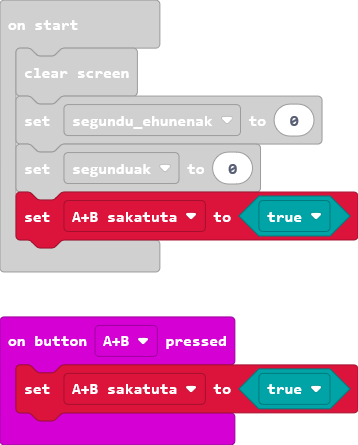 on start
clear screen
set segundu_ehunenak to 0
set segunduak to 0
set A+B sakatuta to true
on button A+B pressed
set A+B sakatuta to true